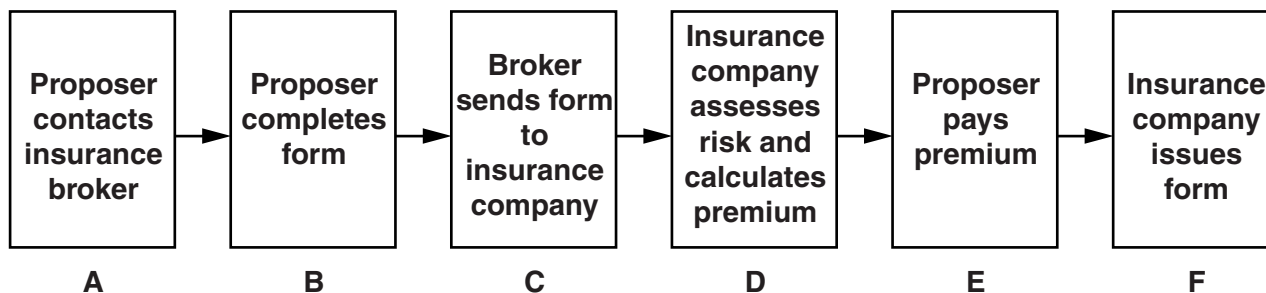 Proposer
contacts
insurance
broker
Proposer
completes
form
Broker
sends form
to
insurance
company
Insurance
company
assesses
risk and
calculates
premium
Proposer
pays
premium
Insurance
company
issues
form
A
B
C
D
E
F